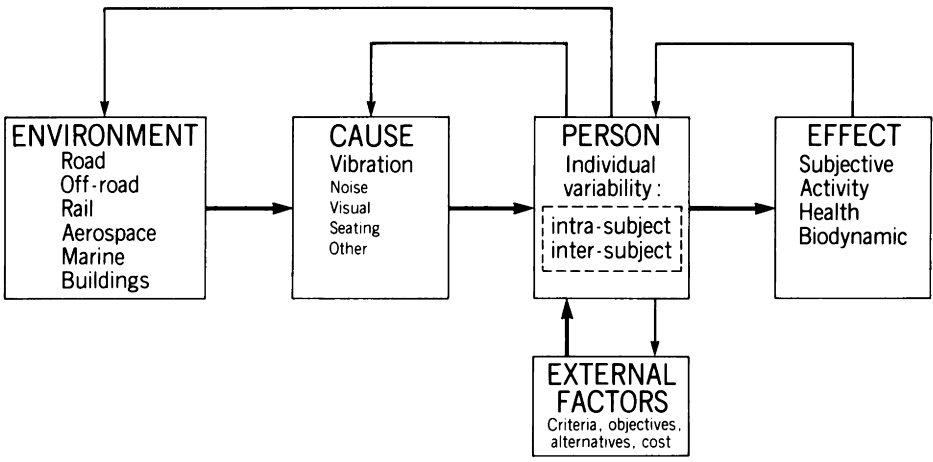 ENVIRONMENT
Road
Off-road
Rail
Aerospace
Marine
Buildings
CAUSE
Vibration
Noise
Visual
Seating
Other
PERSON
Individual
variability :
intra-subject
inter-subject
EFFECT
Subjective
Activity
Health
Biodynamic
EXTERNAL
FACTORS
Criteria, objectives,
alternatives, cost